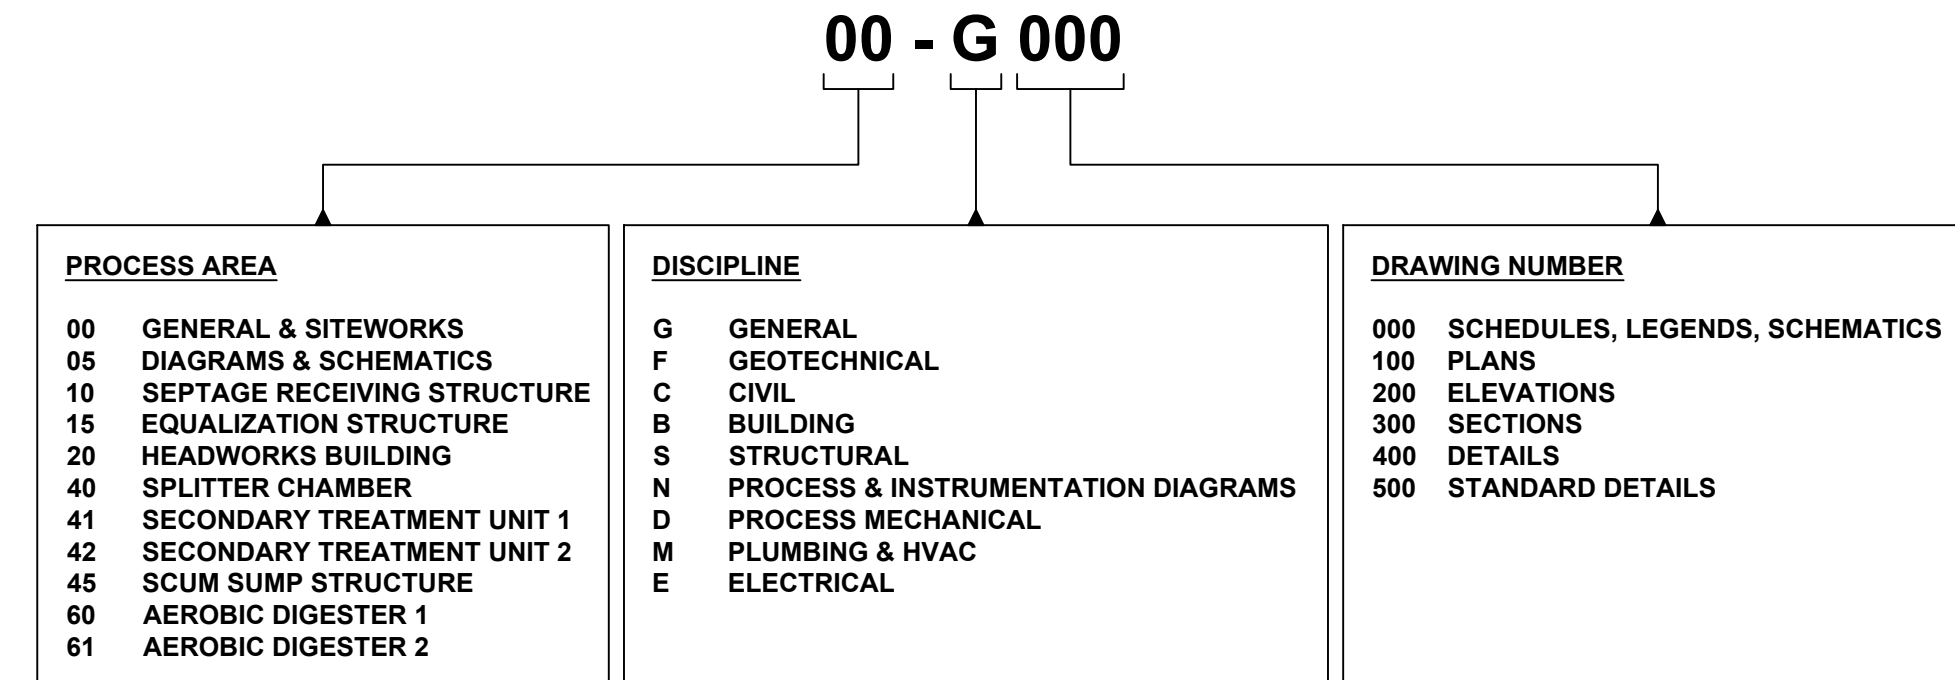 00 - G 000
PROCESS AREA
00 GENERAL & SITEWORKS
05 DIAGRAMS & SCHEMATICS
10 SEPTAGE RECEIVING STRUCTURE
15 EQUALIZATION STRUCTURE
20 HEADWORKS BUILDING
40 SPLITTER CHAMBER
41 SECONDARY TREATMENT UNIT 1
42 SECONDARY TREATMENT UNIT 2
45 SCUM SUMP STRUCTURE
60 AEROBIC DIGESTER 1
61 AEROBIC DIGESTER 2
DISCIPLINE
G GENERAL
F GEOTECHNICAL
C CIVIL
B BUILDING
S STRUCTURAL
N PROCESS & INSTRUMENTATION DIAGRAMS
D PROCESS MECHANICAL
M PLUMBING & HVAC
E ELECTRICAL
DRAWING NUMBER
000 SCHEDULES, LEGENDS, SCHEMATICS
100 PLANS
200 ELEVATIONS
300 SECTIONS
400 DETAILS
500 STANDARD DETAILS